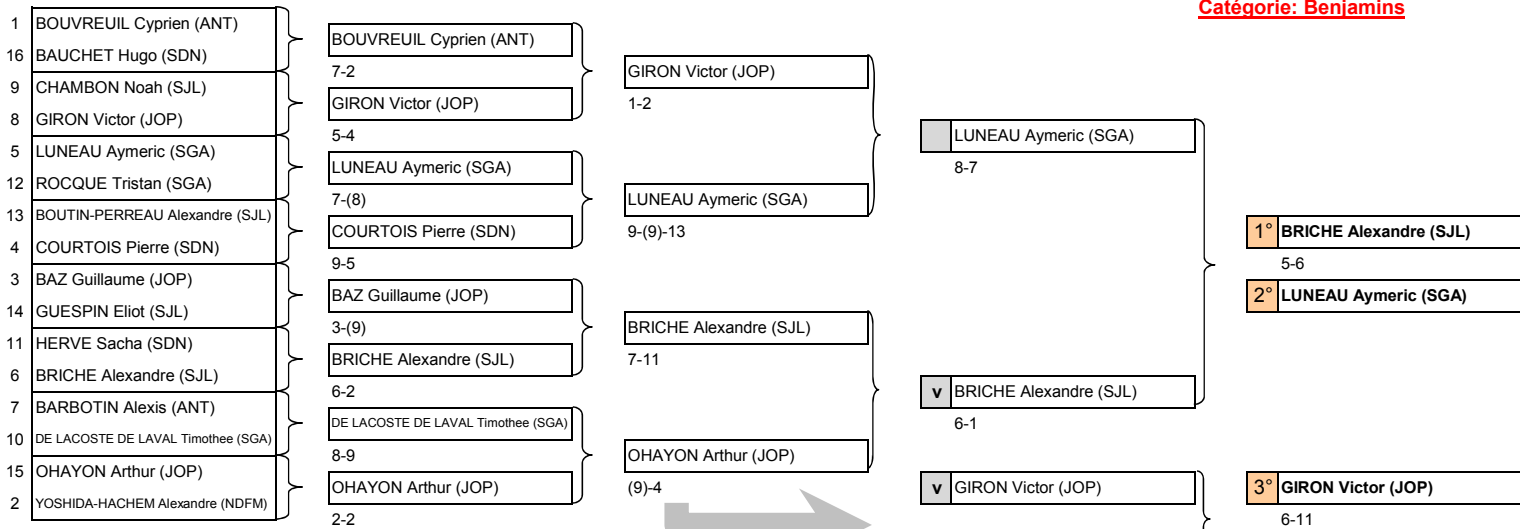 Catégorie: Benjamins
1 BOUVREUIL Cyprien (ANT)
16 BAUCHET Hugo (SDN)
9 CHAMBON Noah (SJL)
8 GIRON Victor (JOP)
5 LUNEAU Aymeric (SGA)
12 ROCQUE Tristan (SGA)
13 BOUTIN-PERREAU Alexandre (SJL)
4 COURTOIS Pierre (SDN)
3 BAZ Guillaume (JOP)
14 GUESPIN Eliot (SJL)
11 HERVE Sacha (SDN)
6 BRICHE Alexandre (SJL)
7 BARBOTIN Alexis (ANT)
10 DE LACOSTE DE LAVAL Timothee (SGA)
15 OHAYON Arthur (JOP)
2 YOSHIDA-HACHEM Alexandre (NDFM)
BOUVREUIL Cyprien (ANT)
7-2
GIRON Victor (JOP)
5-4
LUNEAU Aymeric (SGA)
7-(8)
COURTOIS Pierre (SDN)
9-5
BAZ Guillaume (JOP)
3-(9)
BRICHE Alexandre (SJL)
6-2
DE LACOSTE DE LAVAL Timothee (SGA)
8-9
OHAYON Arthur (JOP)
2-2
GIRON Victor (JOP)
1-2
LUNEAU Aymeric (SGA)
9-(9)-13
BRICHE Alexandre (SJL)
7-11
OHAYON Arthur (JOP)
(9)-4
LUNEAU Aymeric (SGA)
8-7
v BRICHE Alexandre (SJL)
6-1
v GIRON Victor (JOP)
1° BRICHE Alexandre (SJL)
5-6
2° LUNEAU Aymeric (SGA)
3° GIRON Victor (JOP)
6-11